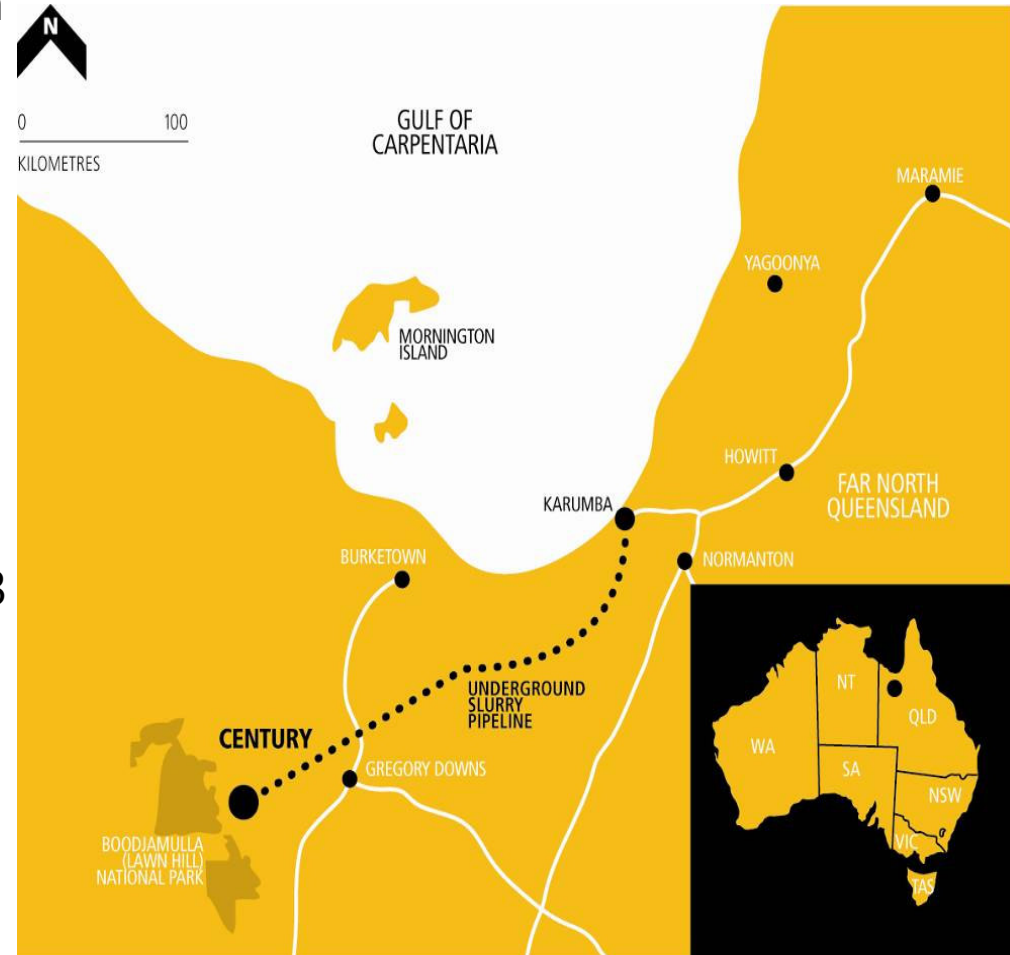 N
0 100
KILOMETRES
GULF OF
CARPENTARIA
MARAMIE
YAGOONYA
MORNINGTON
ISLAND
HOWITT
FAR NORTH
QUEENSLAND
KARUMBA
BURKETOWN
NORMANTON
UNDERGROUND
SLURRY
PIPELINE
CENTURY
GREGORY DOWNS
BOODJAMULLA
(LAWN HILL)
NATIONAL PARK
NT
QLD
WA
SA
NSW
VIC
TAS